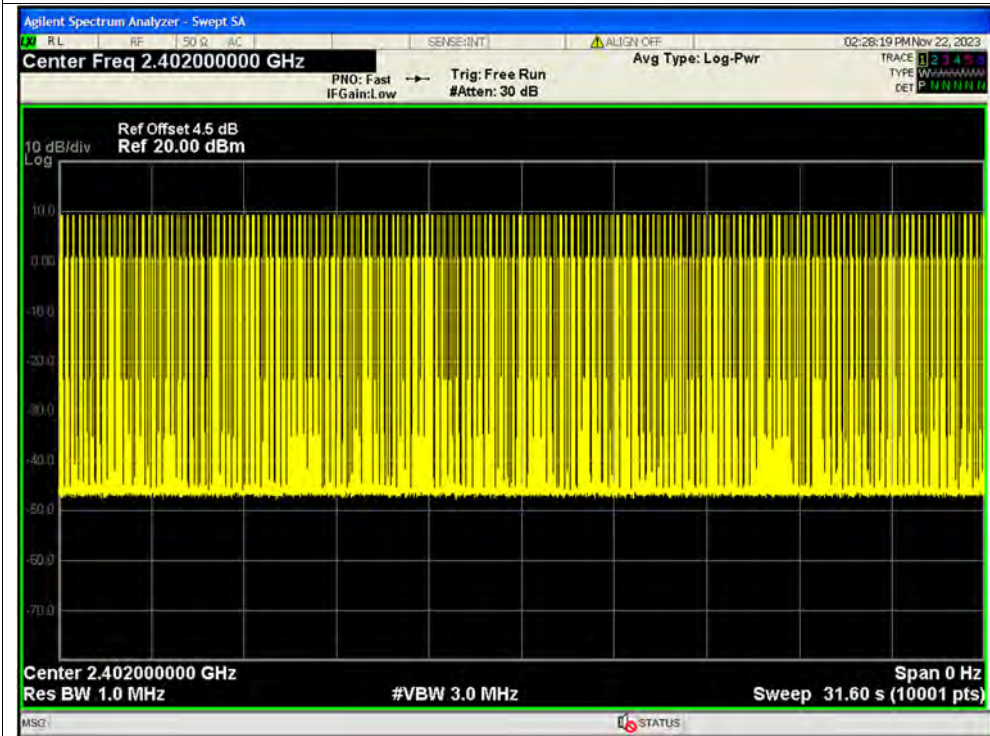 Agilent Spectrum Analyzer - Swept SA
LXI RL RF 50 Ω AC SENSE:INT ALIGN OFF 02:28:19 PM Nov 22, 2023
Center Freq 2.402000000 GHz Avg Type: Log-Pwr TRACE 1 2 3 4 5 6
PNO: Fast Trig: Free Run TYPE
IFGain:Low #Atten: 30 dB DET P N N N N N
Ref Offset 4.5 dB
10 dB/div Ref 20.00 dBm
Log
10.0
0.00
-10.0
-20.0
-30.0
-40.0
-50.0
-60.0
-70.0
Center 2.402000000 GHz Span 0 Hz
Res BW 1.0 MHz #VBW 3.0 MHz Sweep 31.60 s (10001 pts)
MSG STATUS